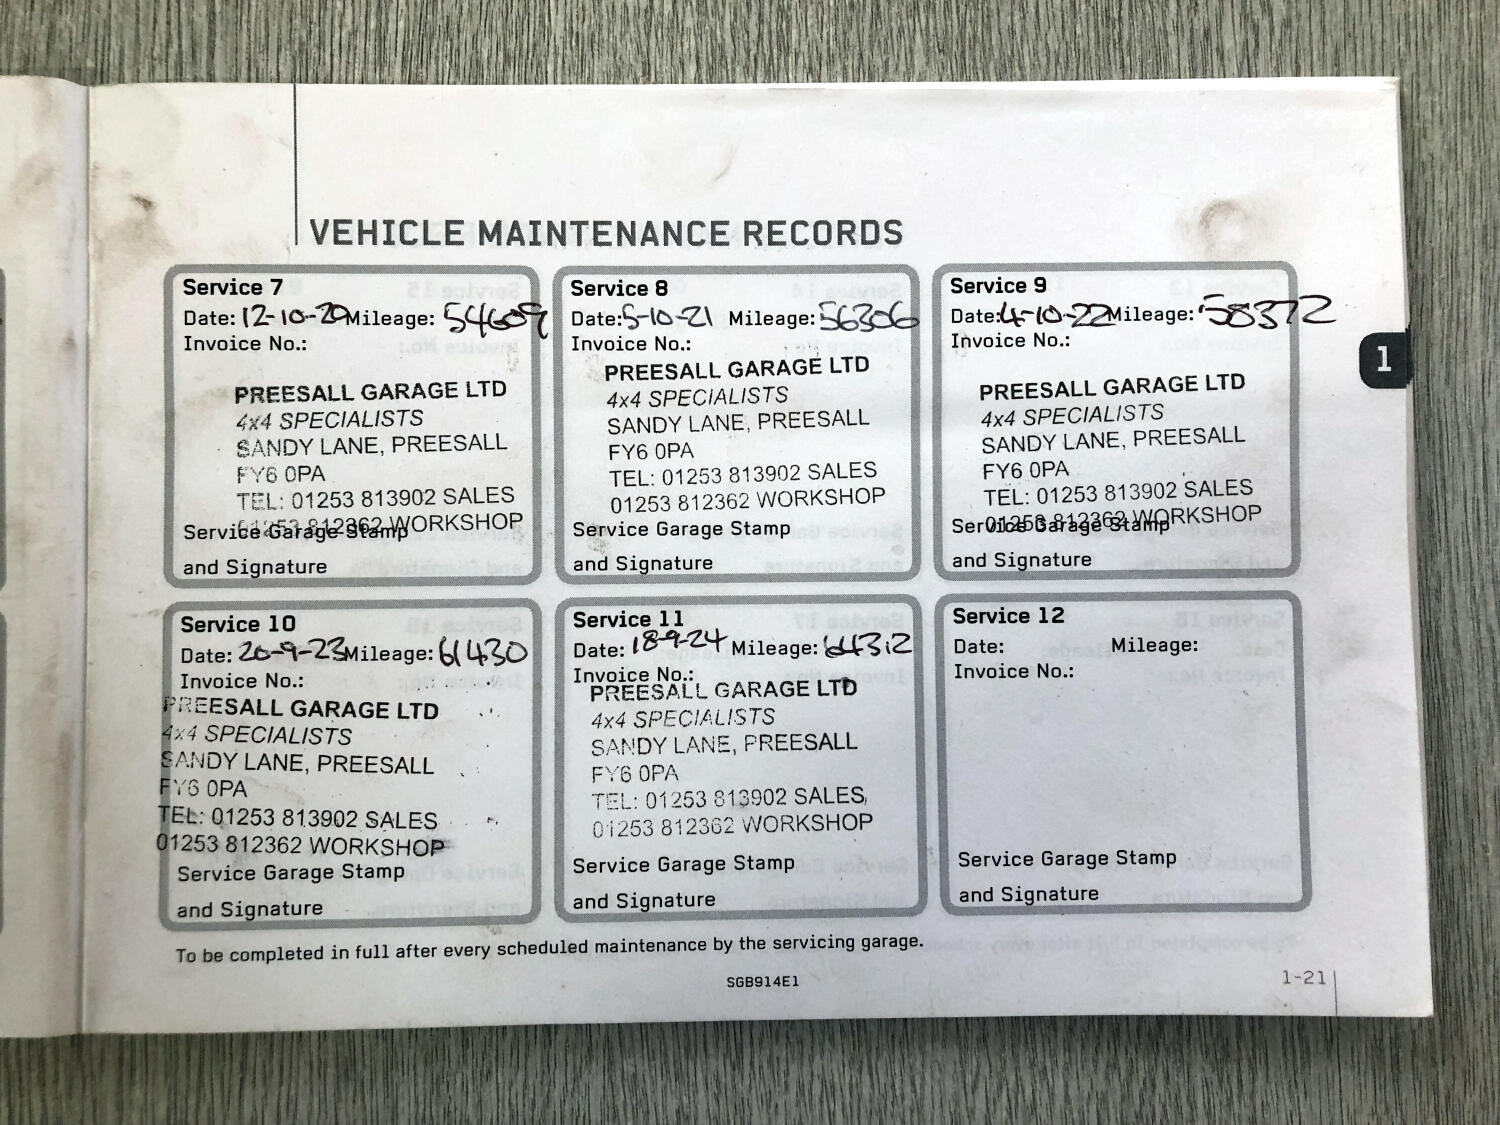 VEHICLE MAINTENANCE RECORDS
Service 7
Date: 12-10-20 Mileage: 54609
Invoice No.:
PREESALL GARAGE LTD
4x4 SPECIALISTS
SANDY LANE, PREESALL
FY6 0PA
TEL: 01253 813902 SALES
01253 812362 WORKSHOP
Service Garage Stamp
and Signature
Service 8
Date: 5-10-21 Mileage: 56306
Invoice No.:
PREESALL GARAGE LTD
4x4 SPECIALISTS
SANDY LANE, PREESALL
FY6 0PA
TEL: 01253 813902 SALES
01253 812362 WORKSHOP
Service Garage Stamp
and Signature
Service 9
Date: 4-10-22 Mileage: 58372
Invoice No.:
PREESALL GARAGE LTD
4x4 SPECIALISTS
SANDY LANE, PREESALL
FY6 0PA
TEL: 01253 813902 SALES
01253 812362 WORKSHOP
Service Garage Stamp
and Signature
1
Service 10
Date: 20-9-23 Mileage: 61430
Invoice No.:
PREESALL GARAGE LTD
4x4 SPECIALISTS
SANDY LANE, PREESALL
FY6 0PA
TEL: 01253 813902 SALES
01253 812362 WORKSHOP
Service Garage Stamp
and Signature
Service 11
Date: 18-9-24 Mileage: 64312
Invoice No.:
PREESALL GARAGE LTD
4x4 SPECIALISTS
SANDY LANE, PREESALL
FY6 0PA
TEL: 01253 813902 SALES
01253 812362 WORKSHOP
Service Garage Stamp
and Signature
Service 12
Date: Mileage:
Invoice No.:
Service Garage Stamp
and Signature
To be completed in full after every scheduled maintenance by the servicing garage.
SGB914E1
1-21